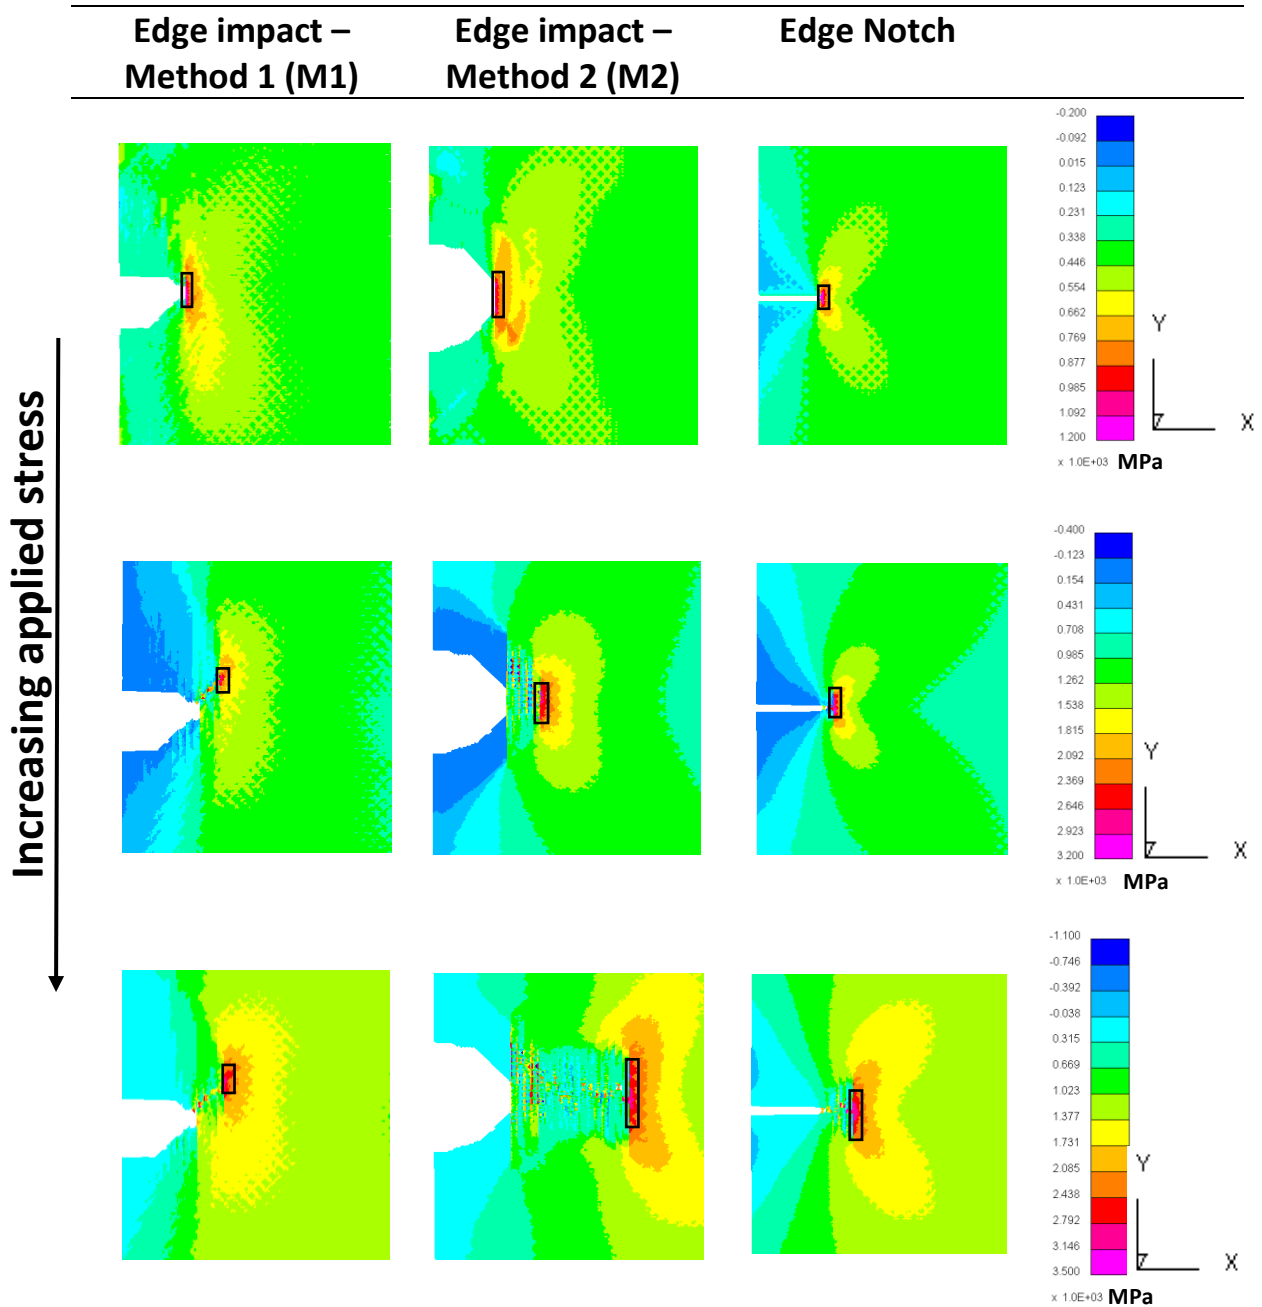 Edge impact –
Method 1 (M1)
Edge impact –
Method 2 (M2)
Edge Notch
Increasing applied stress
-0.200
-0.092
0.015
0.123
0.231
0.338
0.446
0.554
0.662
0.769
0.877
0.985
1.092
1.200
x 1.0E+03 MPa
Y
Z X
-0.400
-0.123
0.154
0.431
0.708
0.985
1.262
1.538
1.815
2.092
2.369
2.646
2.923
3.200
x 1.0E+03 MPa
Y
Z X
-1.100
-0.746
-0.392
-0.038
0.315
0.669
1.023
1.377
1.731
2.085
2.438
2.792
3.146
3.500
x 1.0E+03 MPa
Y
Z X